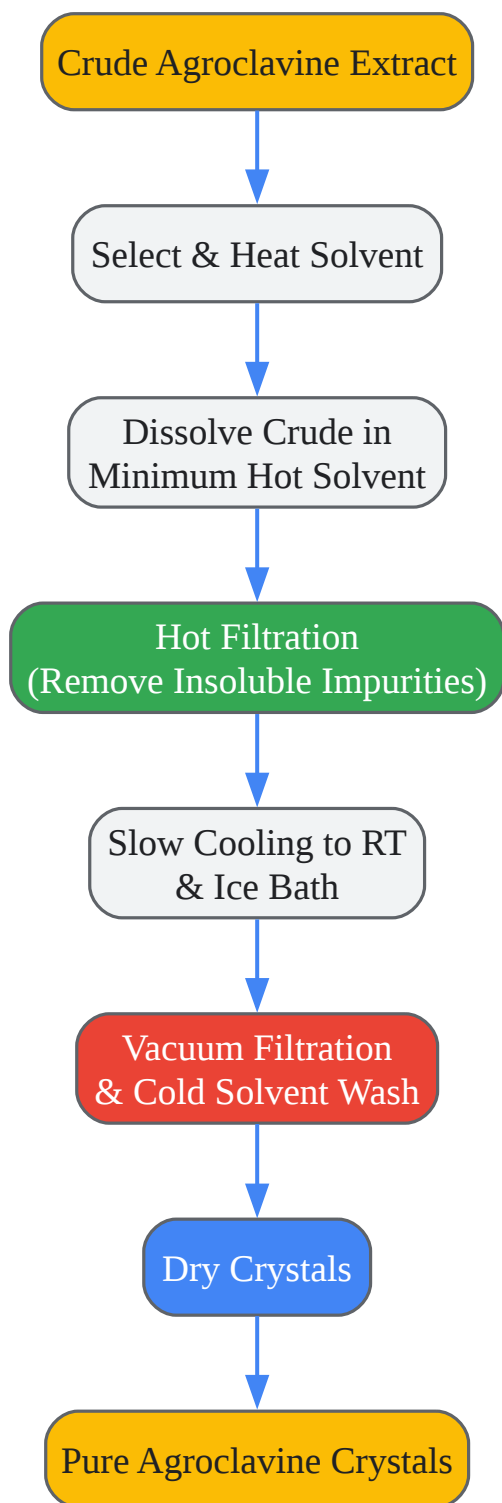 Crude Agroclavine Extract
Select & Heat Solvent
Dissolve Crude in
Minimum Hot Solvent
Hot Filtration
(Remove Insoluble Impurities)
Slow Cooling to RT
& Ice Bath
Vacuum Filtration
& Cold Solvent Wash
Dry Crystals
Pure Agroclavine Crystals